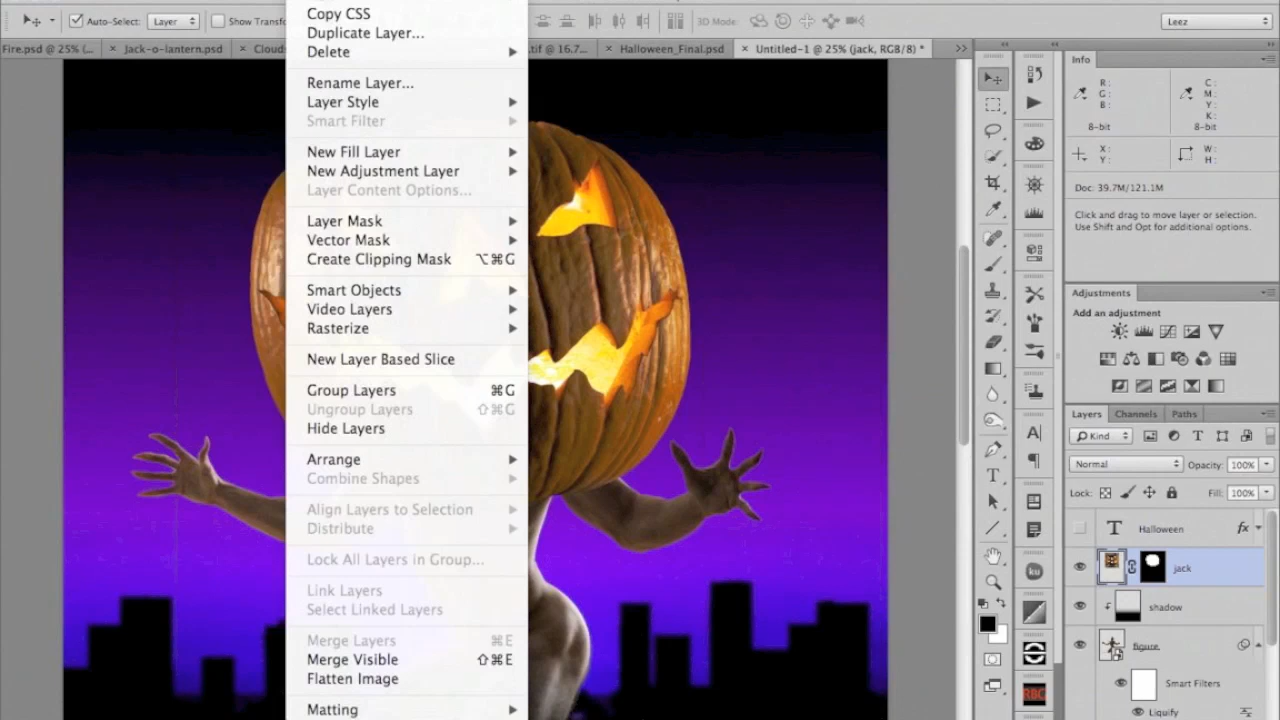 Auto-Select: Layer Show Transfo
3D Mode:
Leez
Fire.psd @ 25% (... × Jack-o-lantern.psd × Cloud
.tif @ 16.7... × Halloween_Final.psd × Untitled-1 @ 25% (jack, RGB/8) *
Copy CSS
Duplicate Layer...
Delete
Rename Layer...
Layer Style
Smart Filter
New Fill Layer
New Adjustment Layer
Layer Content Options...
Layer Mask
Vector Mask
Create Clipping Mask ⌥⌘G
Smart Objects
Video Layers
Rasterize
New Layer Based Slice
Group Layers ⌘G
Ungroup Layers ⇧⌘G
Hide Layers
Arrange
Combine Shapes
Align Layers to Selection
Distribute
Lock All Layers in Group...
Link Layers
Select Linked Layers
Merge Layers ⌘E
Merge Visible ⇧⌘E
Flatten Image
Matting
ku
RBC
Info
R: C:
G: M:
B: Y:
K:
8-bit 8-bit
X: W:
Y: H:
Doc: 39.7M/121.1M
Click and drag to move layer or selection.
Use Shift and Opt for additional options.
Adjustments
Add an adjustment
Layers Channels Paths
Kind
Normal Opacity: 100%
Lock: Fill: 100%
T Halloween fx
jack
shadow
figure
Smart Filters
Liquify